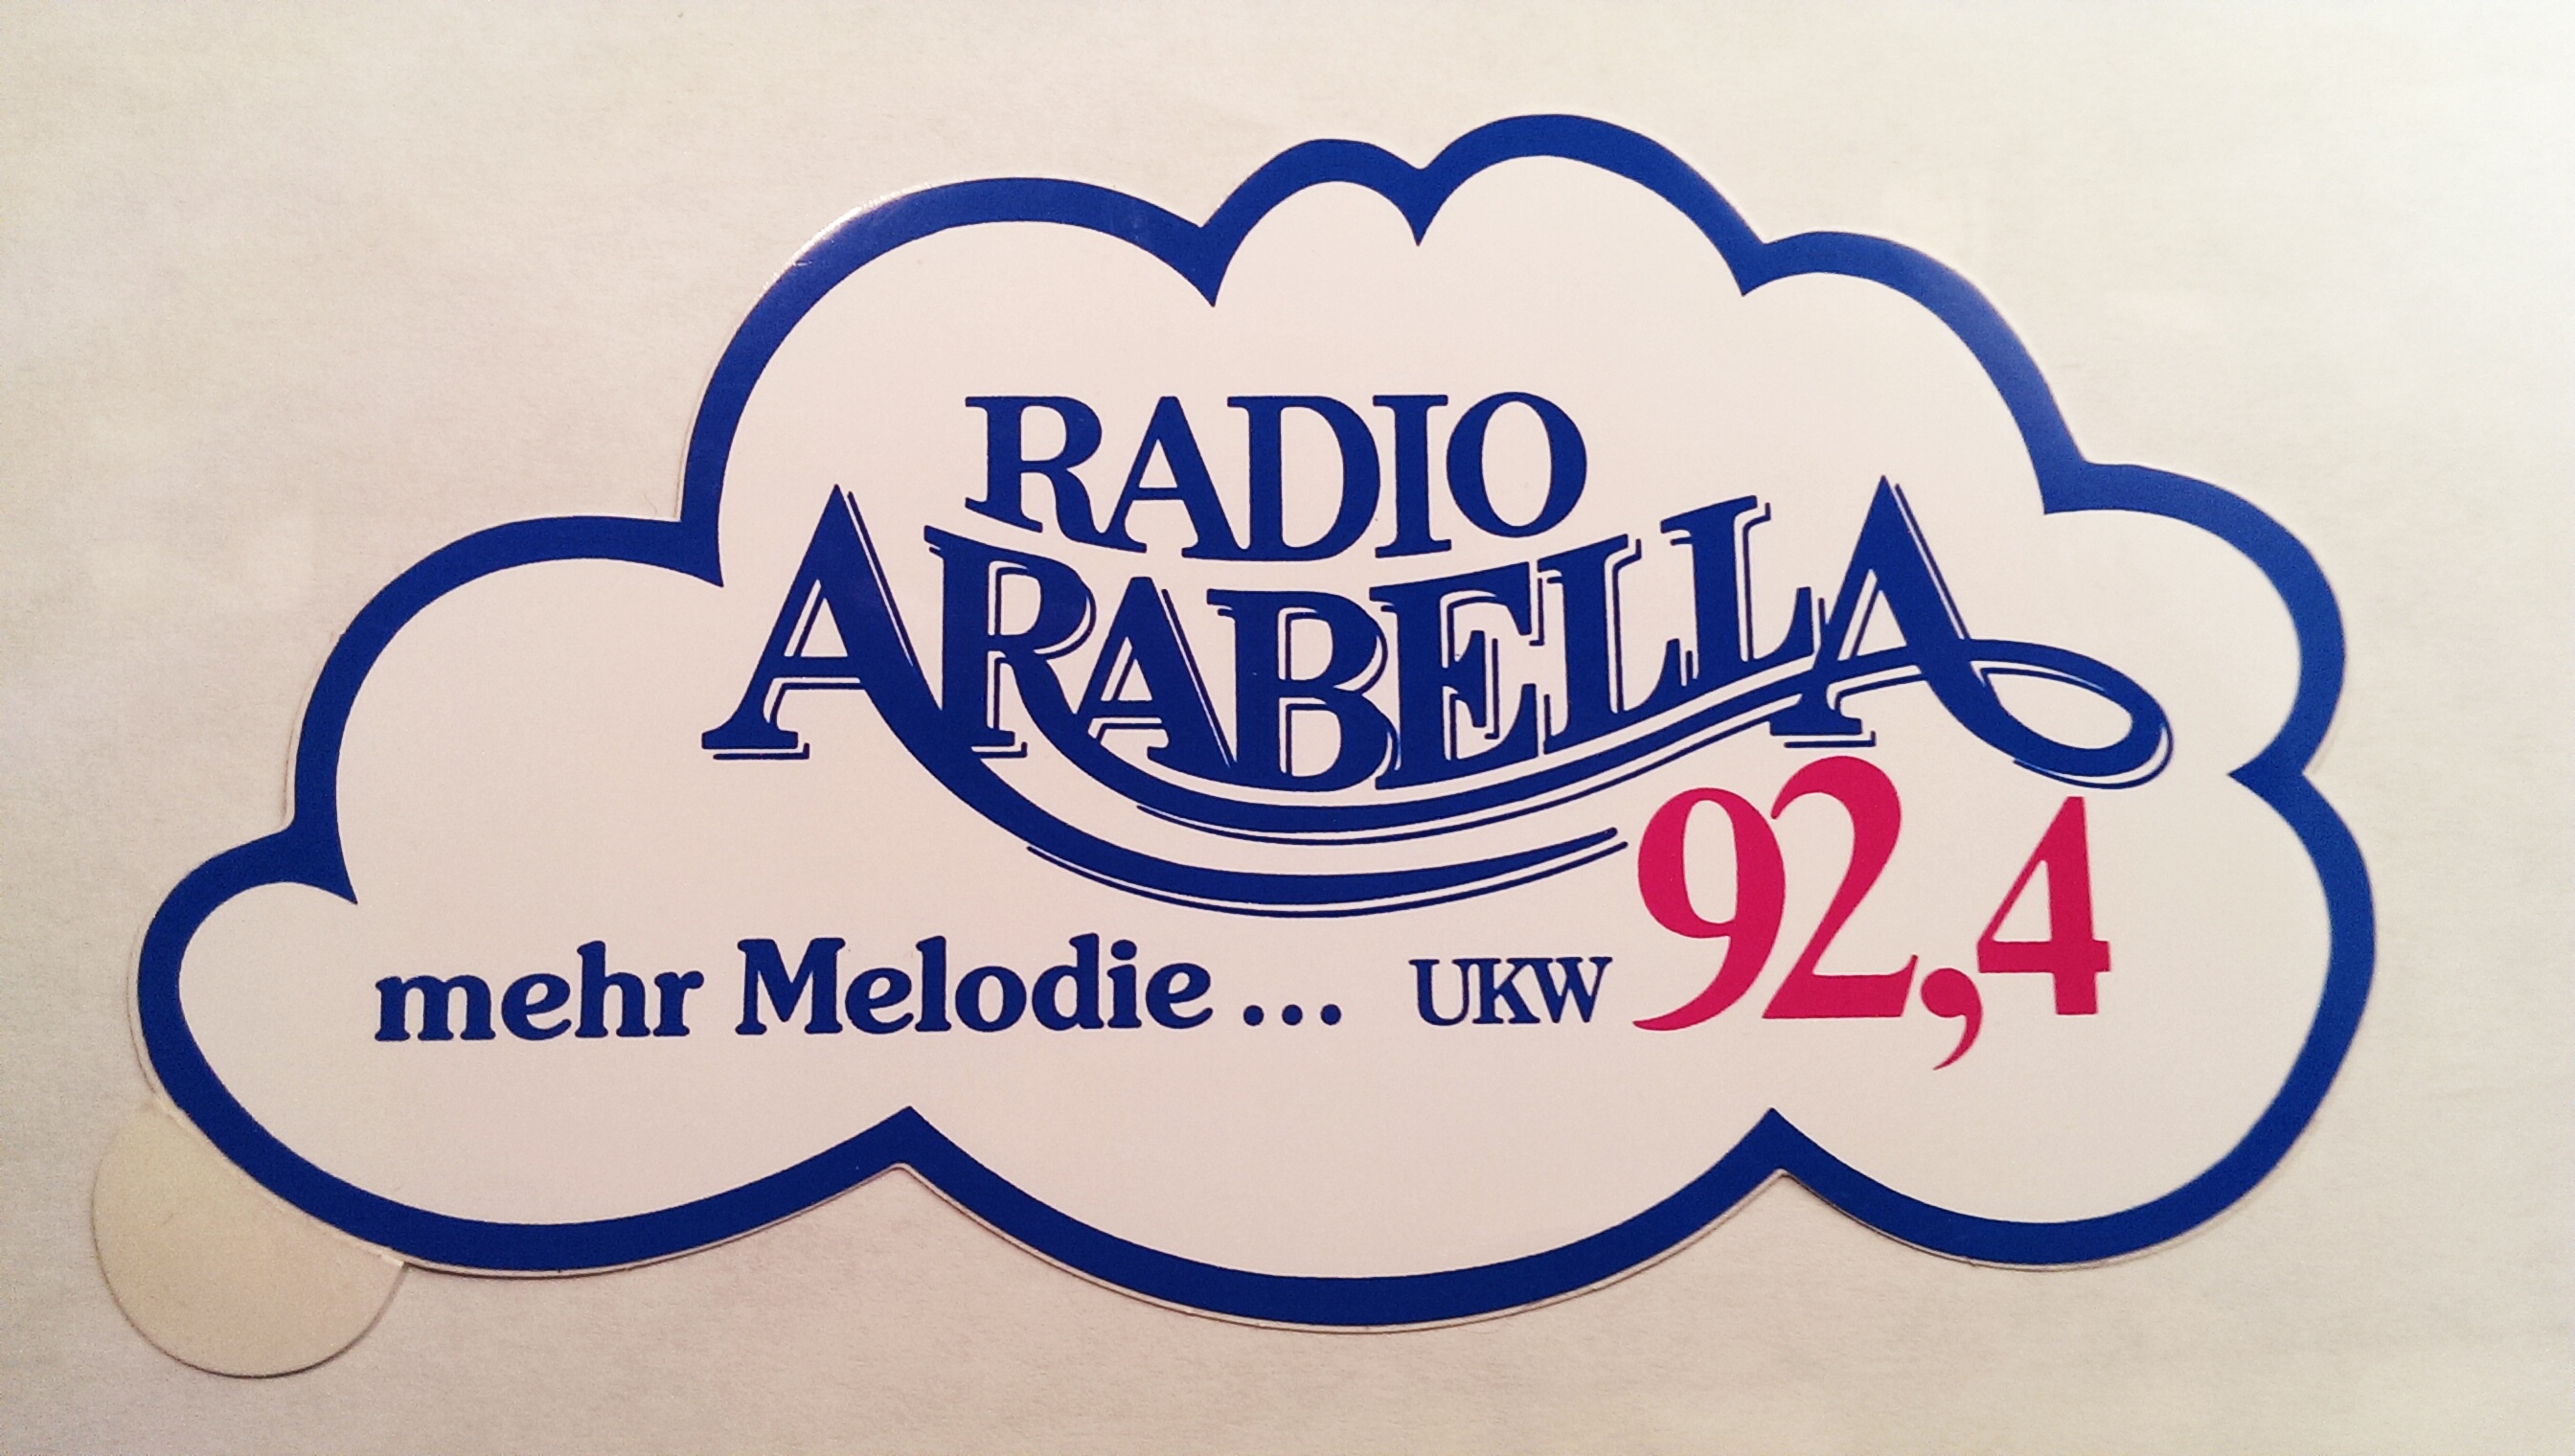 RADIO
ARABELLA
mehr Melodie... UKW 92,4